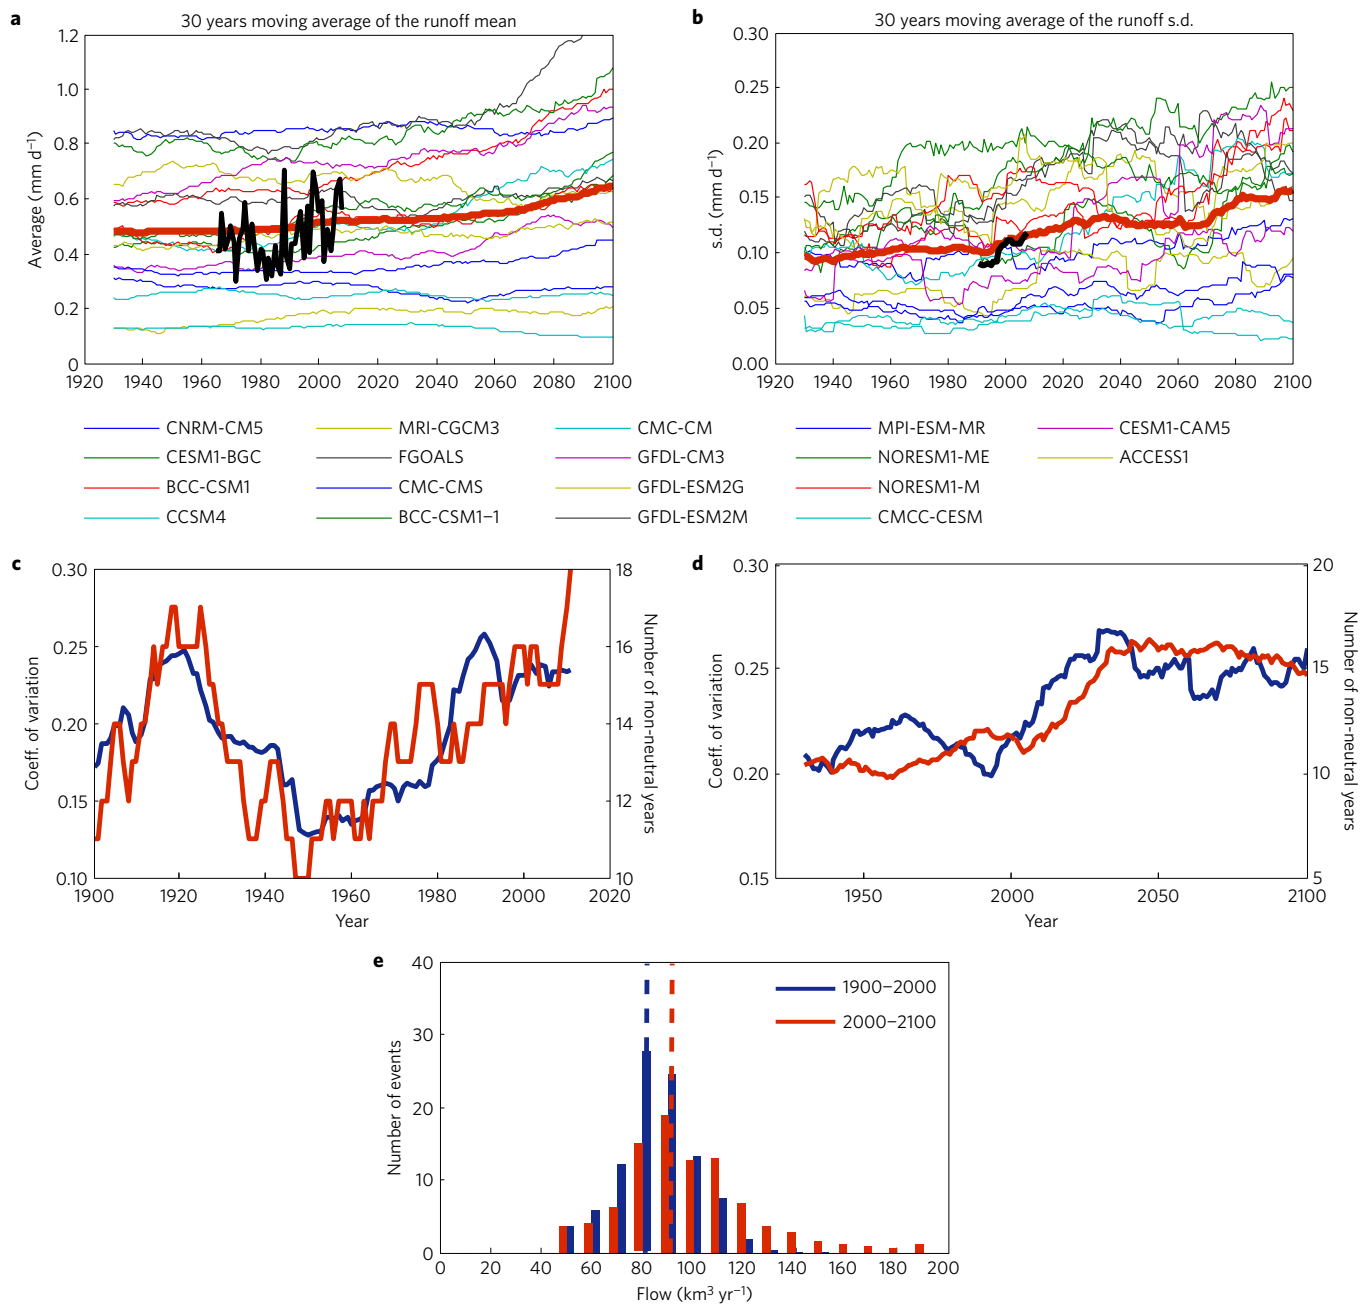 a
30 years moving average of the runoff mean
1.2
1.0
0.8
0.6
0.4
0.2
0
Average (mm d⁻¹)
1920 1940 1960 1980 2000 2020 2040 2060 2080 2100
b
30 years moving average of the runoff s.d.
0.30
0.25
0.20
0.15
0.10
0.05
0.00
s.d. (mm d⁻¹)
1920 1940 1960 1980 2000 2020 2040 2060 2080 2100
CNRM-CM5 MRI-CGCM3 CMC-CM MPI-ESM-MR CESM1-CAM5
CESM1-BGC FGOALS GFDL-CM3 NORESM1-ME ACCESS1
BCC-CSM1 CMC-CMS GFDL-ESM2G NORESM1-M
CCSM4 BCC-CSM1−1 GFDL-ESM2M CMCC-CESM
c
0.30
0.25
0.20
0.15
0.10
Coeff. of variation
18
16
14
12
10
Number of non-neutral
years
1900 1920 1940 1960 1980 2000 2020
Year
d
0.30
0.25
0.20
0.15
Coeff. of variation
20
15
10
5
Number of non-neutral
years
1950 2000 2050 2100
Year
e
40
30
20
10
0
Number of events
1900−2000
2000−2100
0 20 40 60 80 100 120 140 160 180 200
Flow (km³ yr⁻¹)